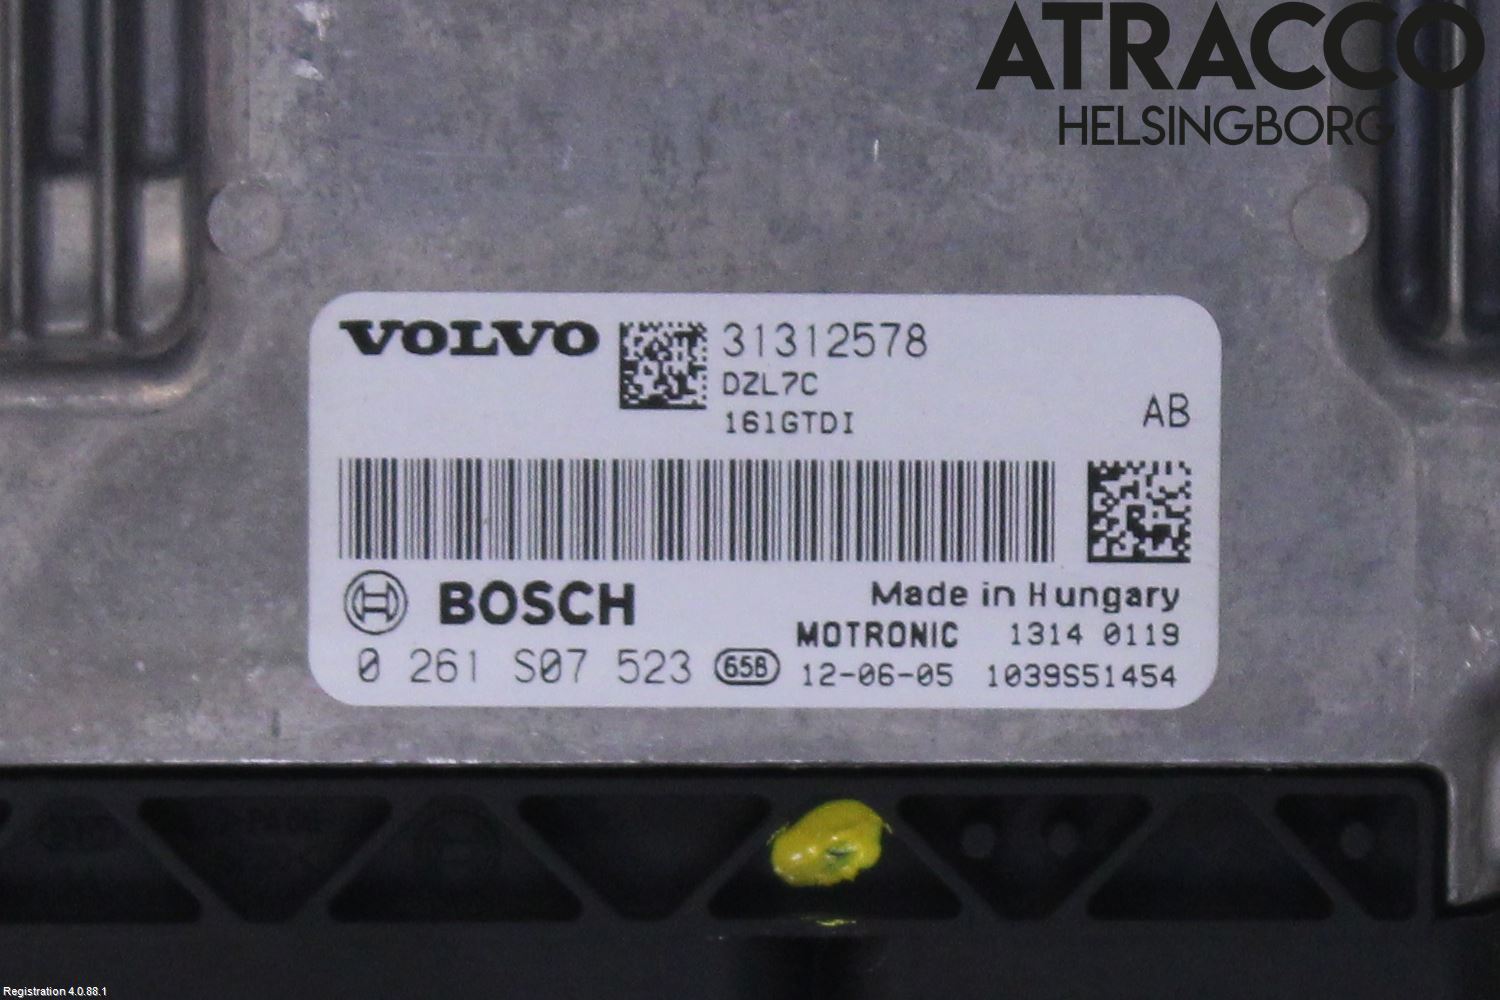 ATRACCO
HELSINGBORG
VOLVO
31312578
DZL7C
161GTDI
AB
BOSCH
Made in Hungary
MOTRONIC 1314 0119
0 261 S07 523 65B 12-06-05 1039S51454
Registration 4.0.88.1